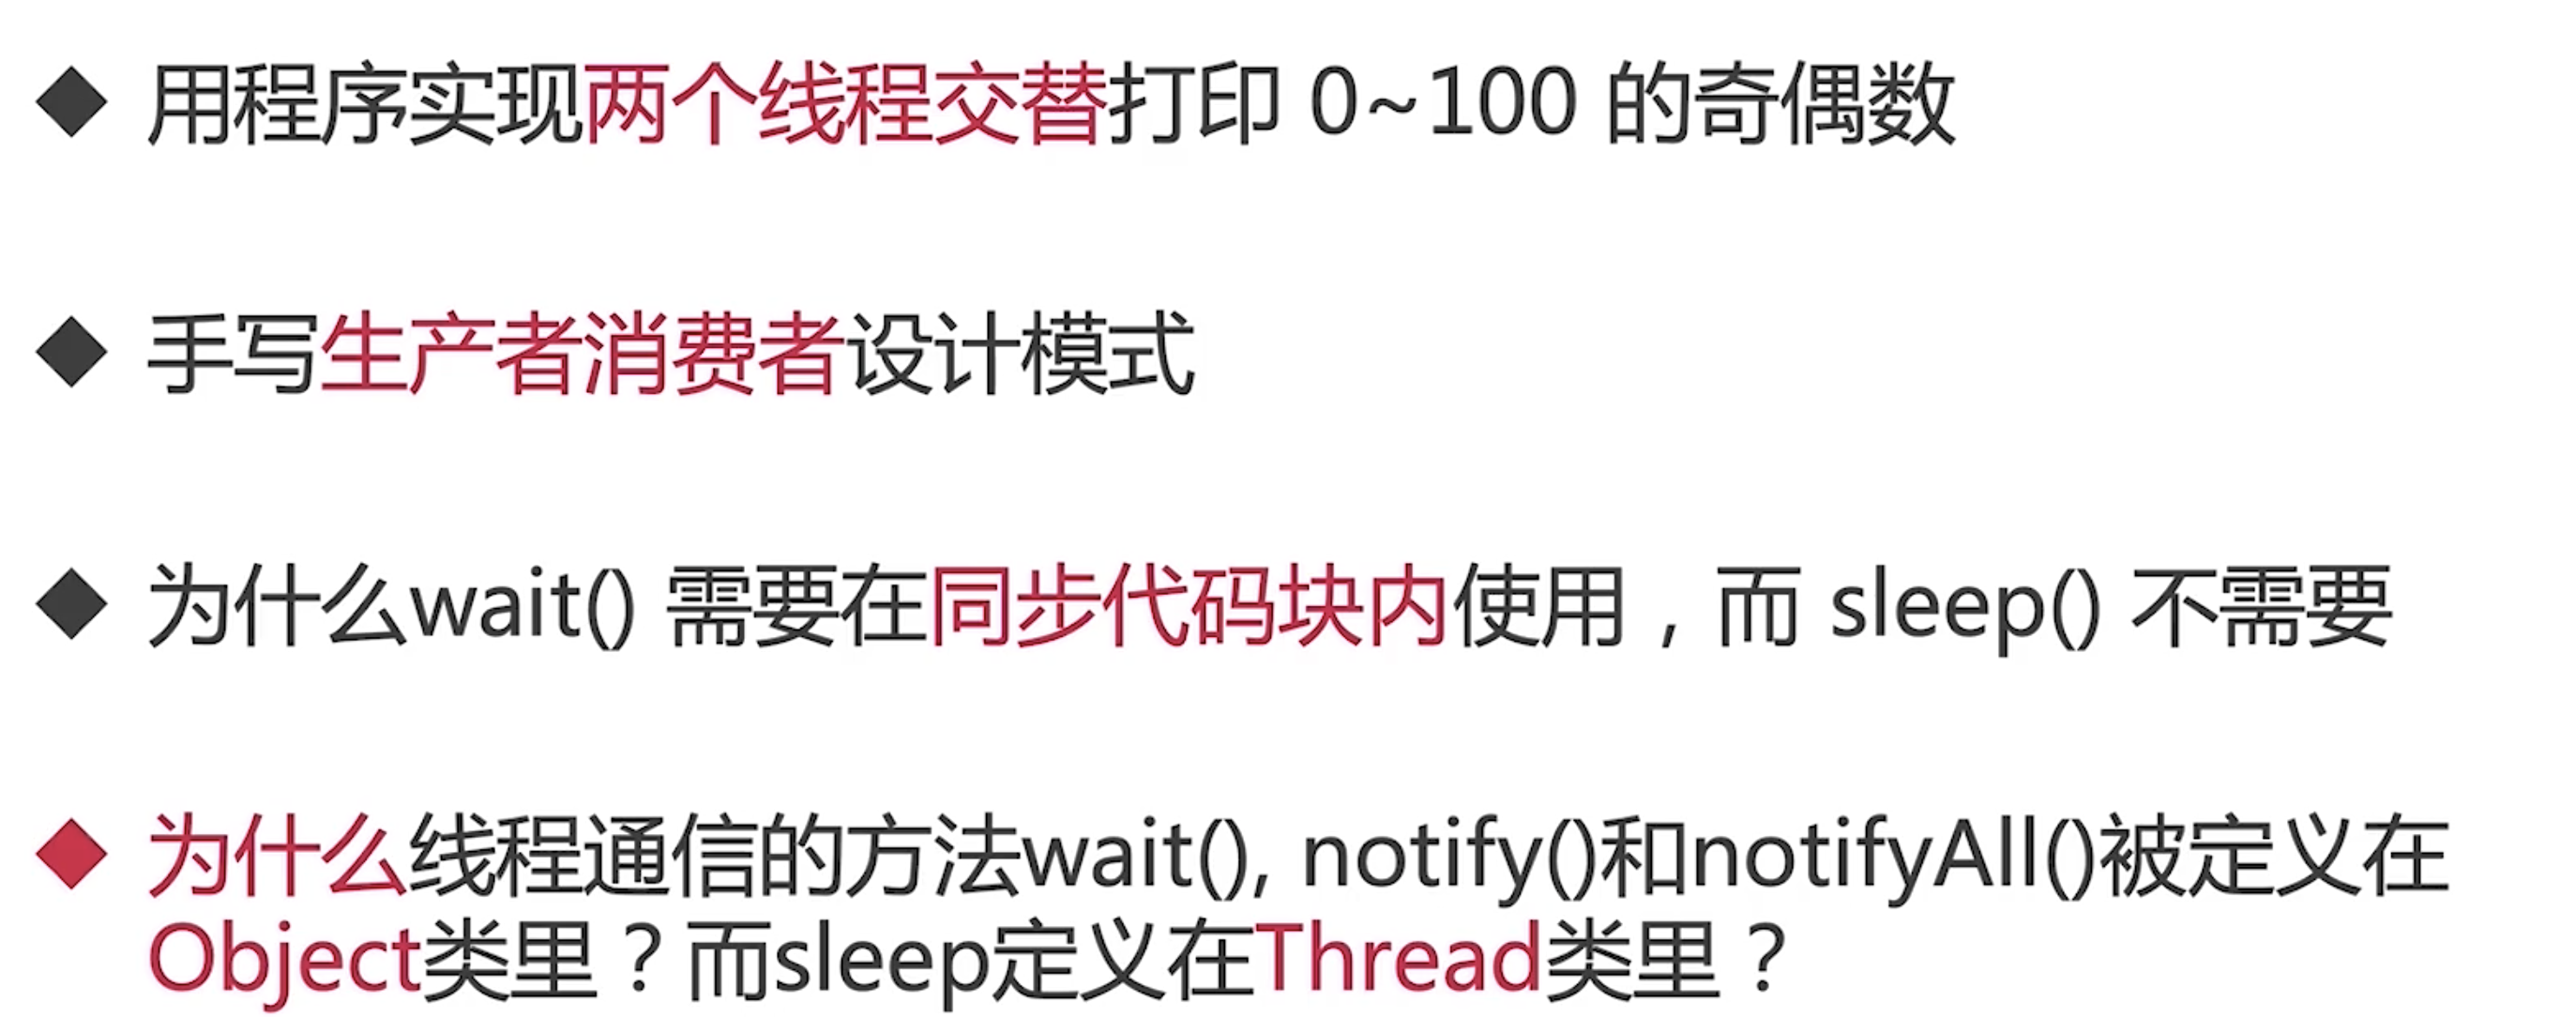 用程序实现两个线程交替打印 0~100 的奇偶数
手写生产者消费者设计模式
为什么wait() 需要在同步代码块内使用，而 sleep() 不需要
为什么线程通信的方法wait(), notify()和notifyAll()被定义在
Object类里？而sleep定义在Thread类里？